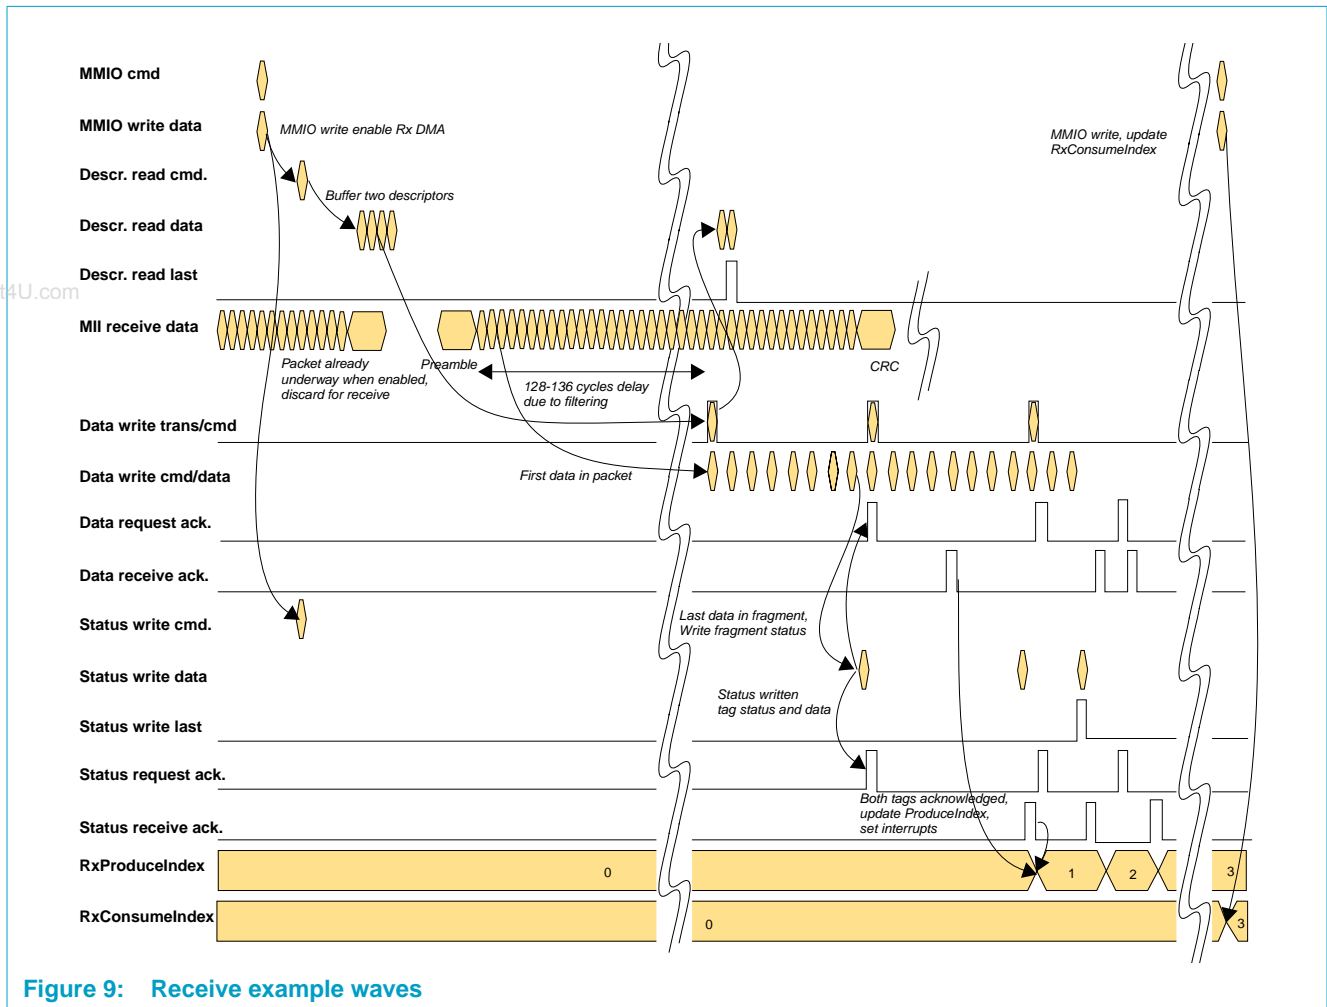 MMIO cmd
MMIO write data
MMIO write enable Rx DMA
MMIO write, update
RxConsumeIndex
Descr. read cmd.
Buffer two descriptors
Descr. read data
Descr. read last
t4U.com
MII receive data
Packet already
underway when enabled,
discard for receive
Preamble
128-136 cycles delay
due to filtering
CRC
Data write trans/cmd
Data write cmd/data
First data in packet
Data request ack.
Data receive ack.
Status write cmd.
Last data in fragment,
Write fragment status
Status write data
Status written
tag status and data
Status write last
Status request ack.
Both tags acknowledged,
update ProduceIndex,
set interrupts
Status receive ack.
RxProduceIndex
0
1
2
3
RxConsumeIndex
0
3
Figure 9: Receive example waves